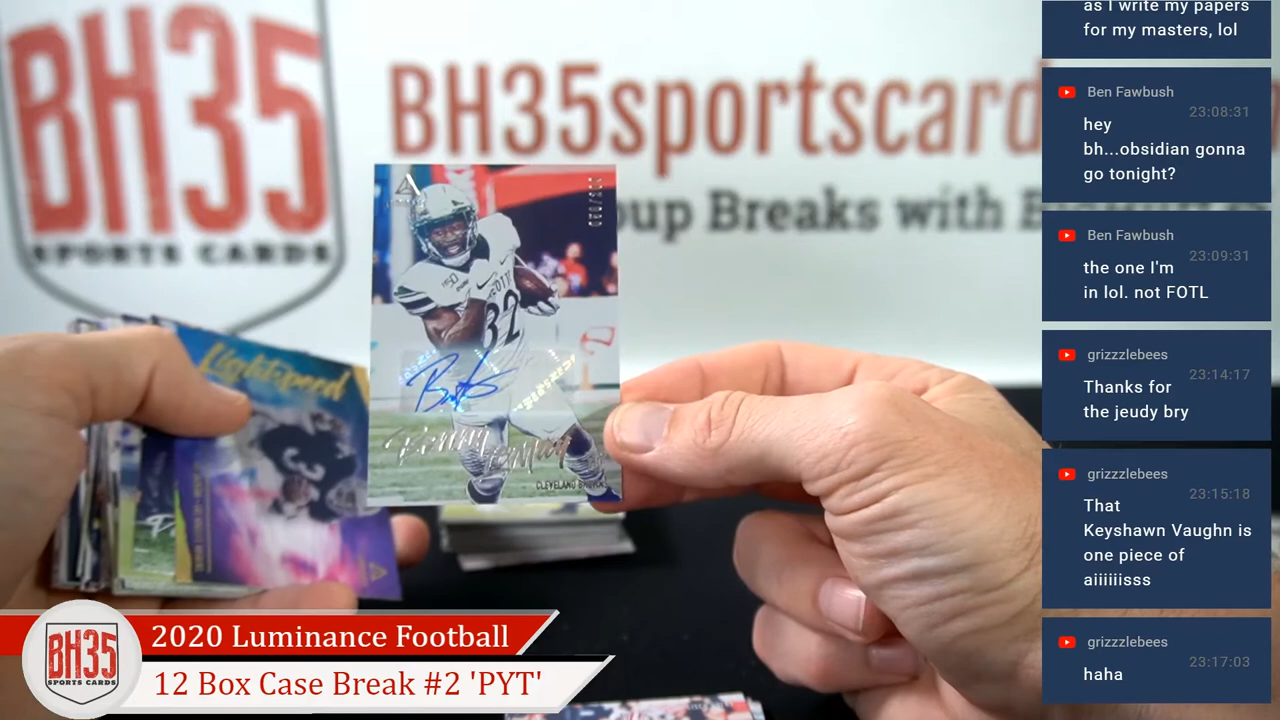 BH35
SPORTS CARDS
BH35sportscard
oup Breaks with B
32
CLEVELAND BROWNS
Lightspeed
as I write my papers
for my masters, lol
Ben Fawbush
23:08:31
hey
bh...obsidian gonna
go tonight?
Ben Fawbush
23:09:31
the one I'm
in lol. not FOTL
grizzzlebees
23:14:17
Thanks for
the jeudy bry
grizzzlebees
23:15:18
That
Keyshawn Vaughn is
one piece of
aiiiiiisss
grizzzlebees
23:17:03
haha
BH35
SPORTS CARDS
2020 Luminance Football
12 Box Case Break #2 'PYT'